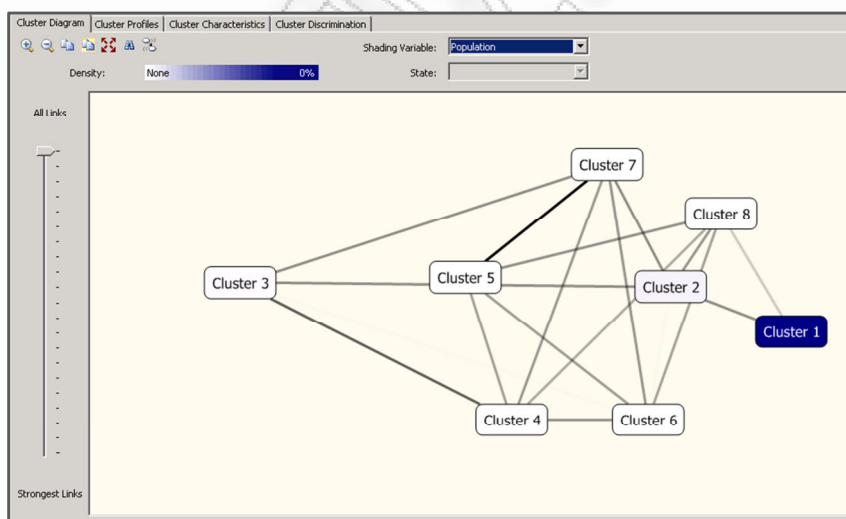 Cluster Diagram Cluster Profiles Cluster Characteristics Cluster Discrimination
Shading Variable: Population
Density: None 0% State:
All Links
Cluster 7
Cluster 8
Cluster 3 Cluster 5 Cluster 2
Cluster 1
Cluster 4 Cluster 6
Strongest Links